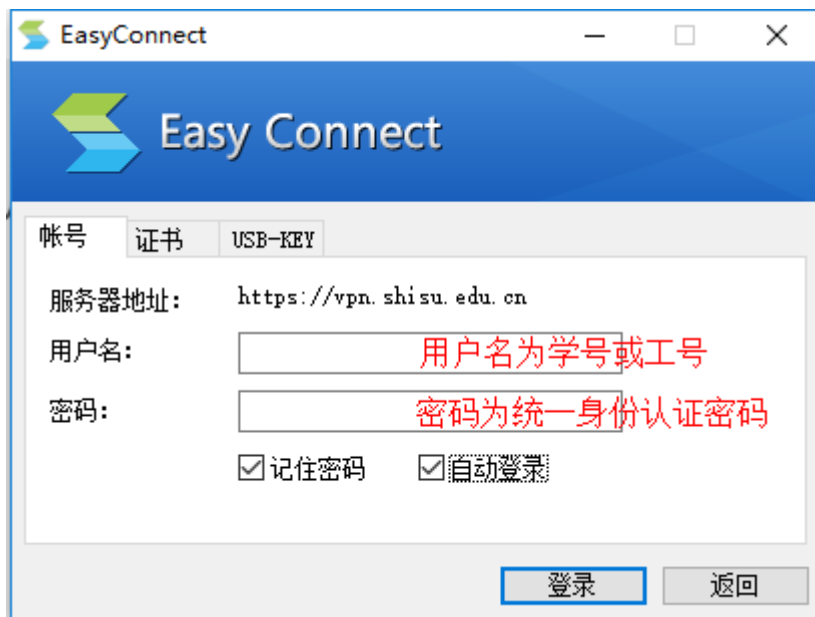 EasyConnect
Easy Connect
帐号 证书 USB-KEY
服务器地址： https://vpn.shisu.edu.cn
用户名： 用户名为学号或工号
密码： 密码为统一身份认证密码
记住密码 自动登录
登录 返回